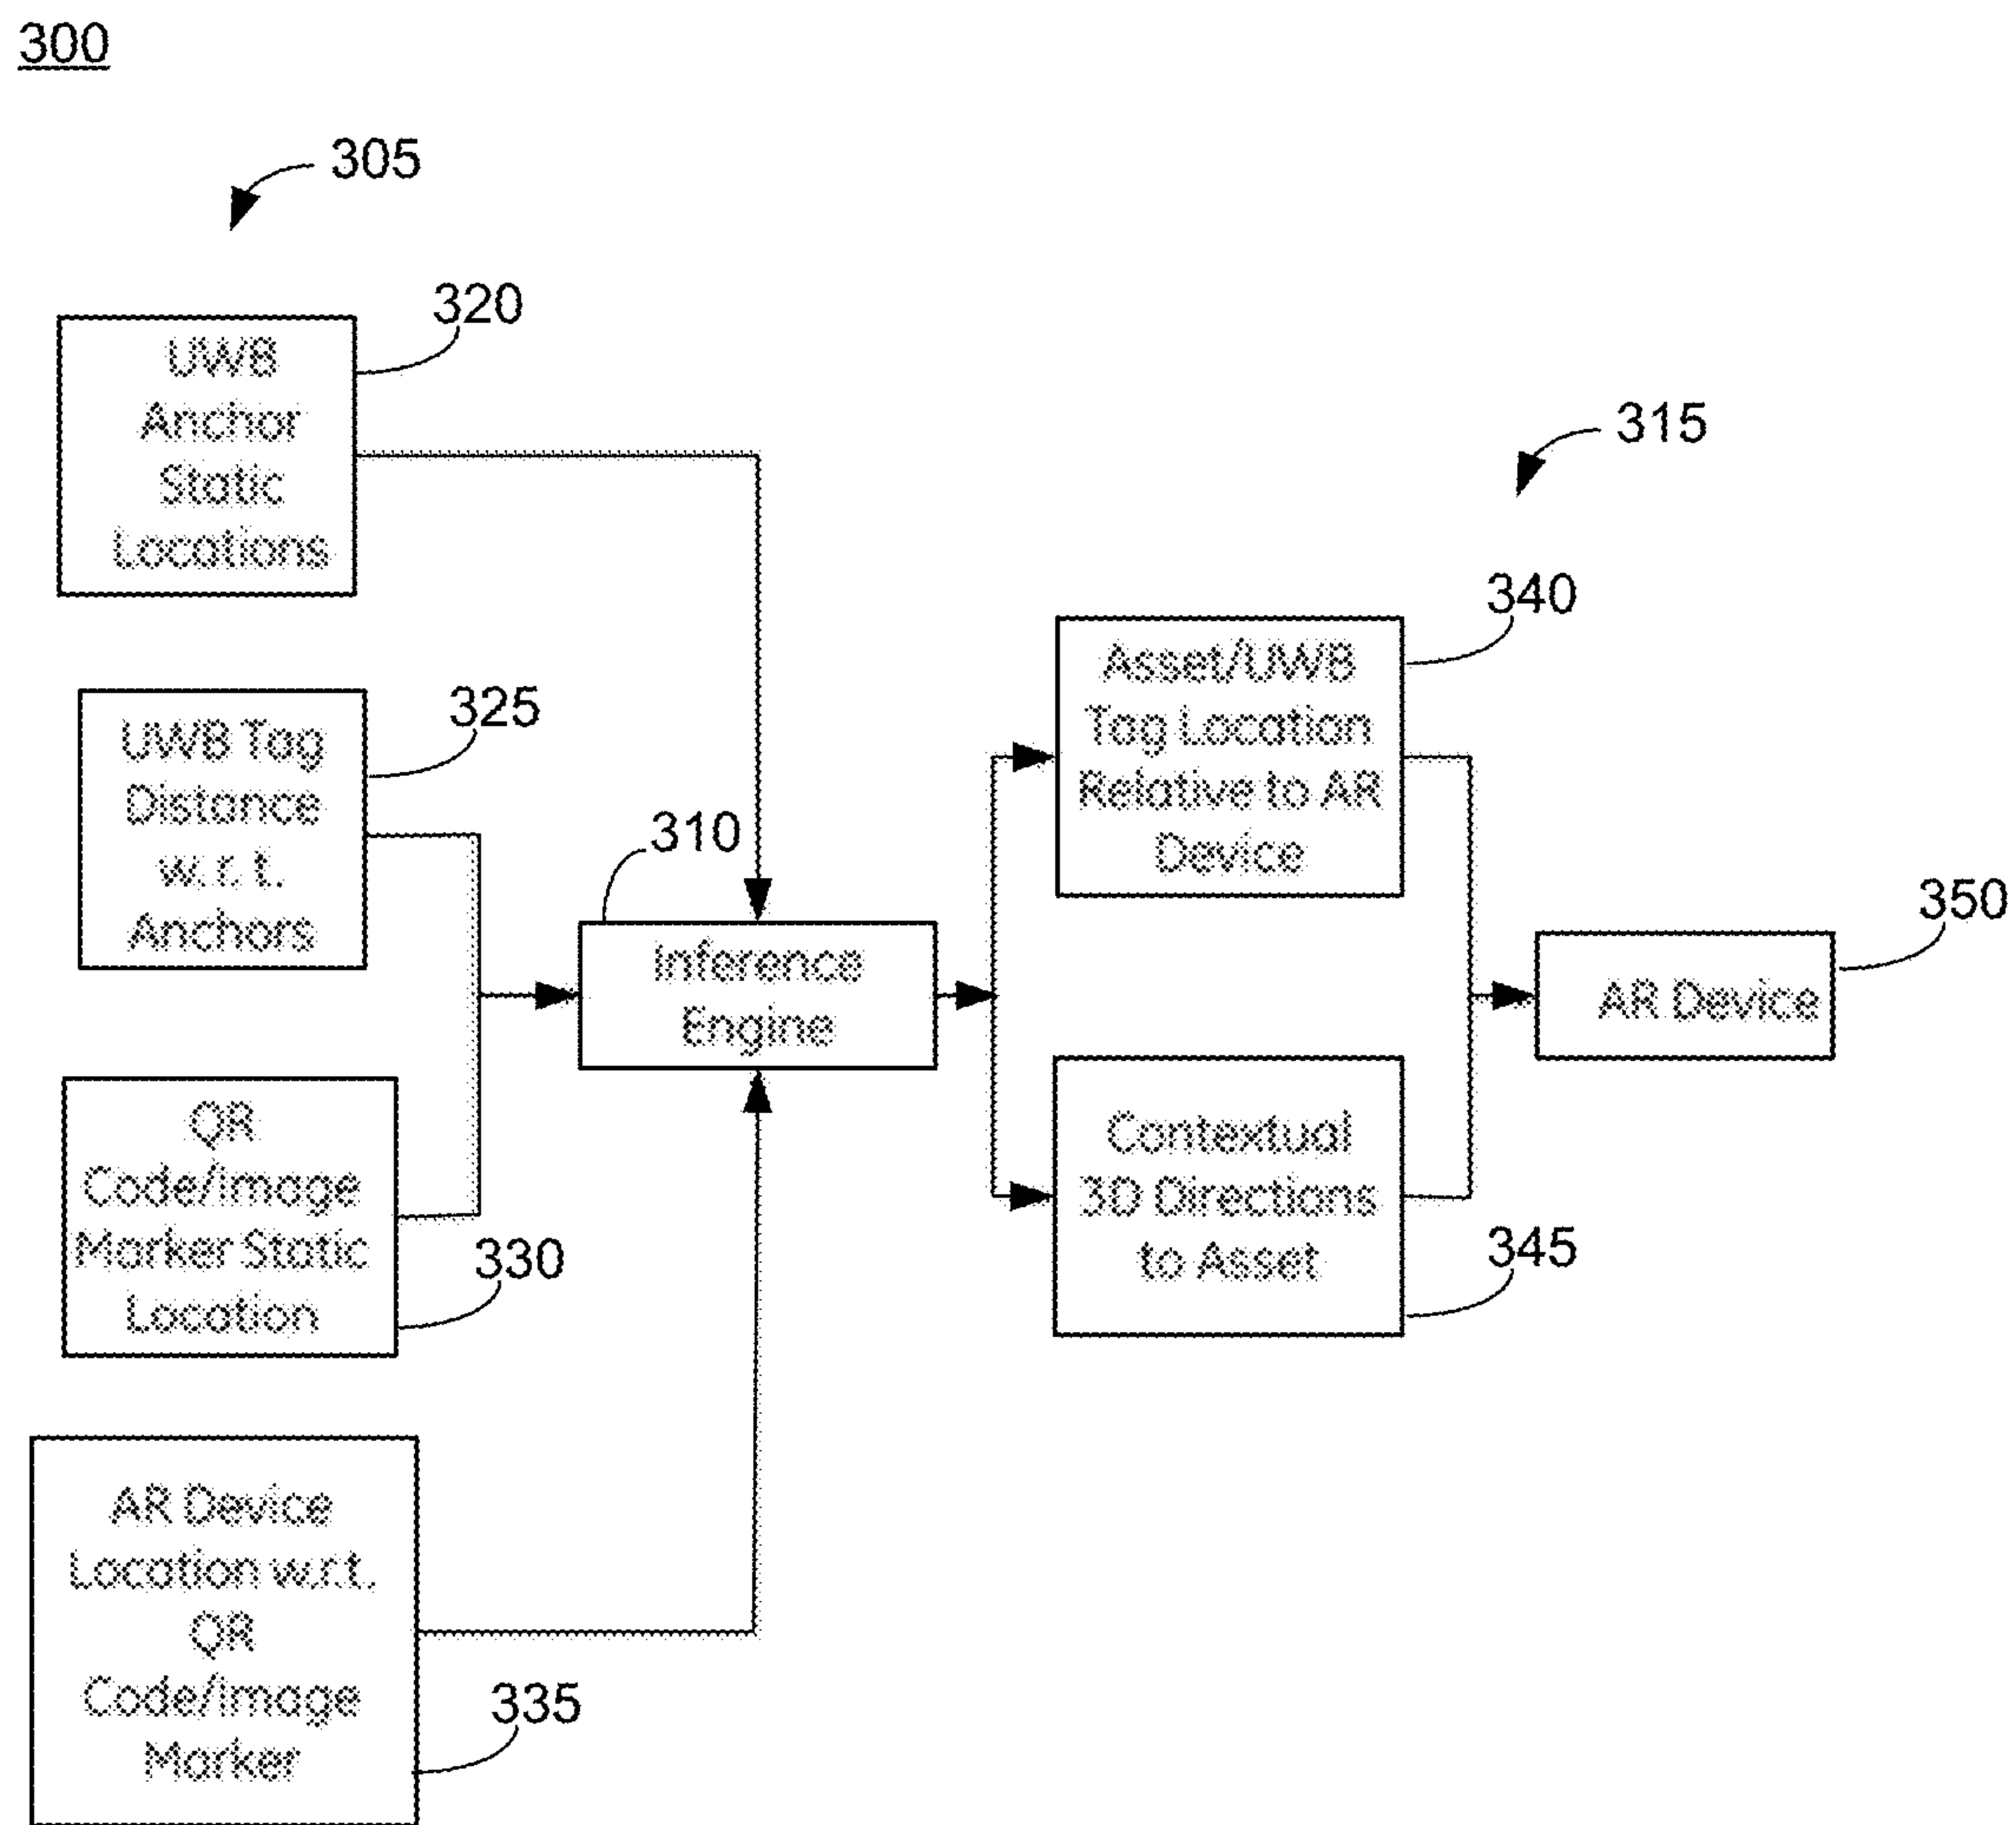 300
305
320
UWB
Anchor
Static
Locations
315
325
UWB Tag
Distance
w. r. t.
Anchors
340
Asset/UWB
Tag Location
Relative to AR
Device
310
Inference
Engine
350
AR Device
330
QR
Code/Image
Marker Static
Location
345
Contextual
3D Directions
to Asset
335
AR Device
Location w.r.t.
QR
Code/Image
Marker